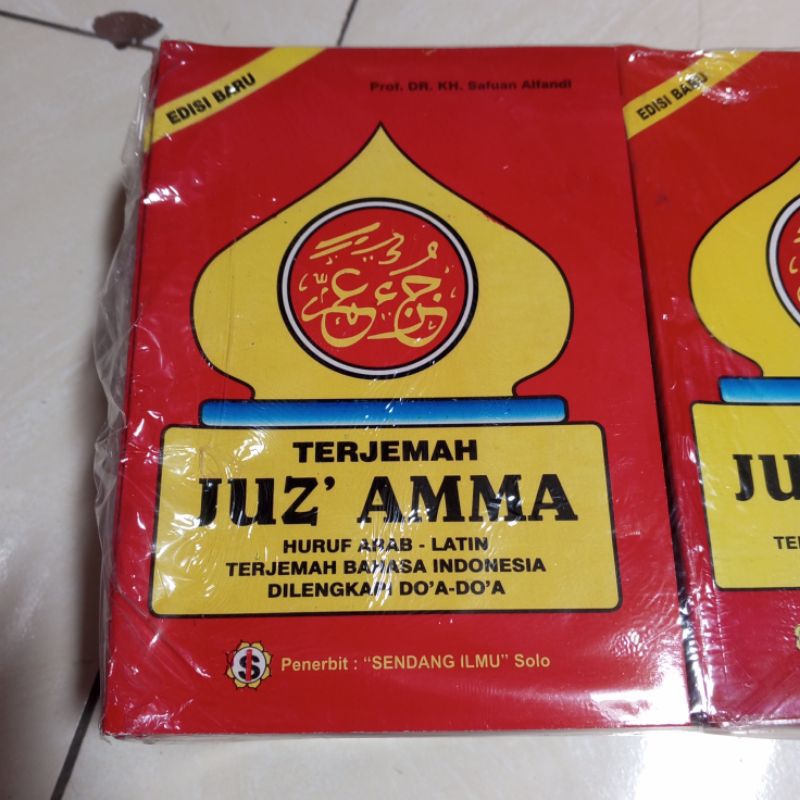 EDISI BARU
Prof. DR. KH. Safuan Alfandi
جزء عم
TERJEMAH
JUZ' AMMA
HURUF ARAB - LATIN
TERJEMAH BAHASA INDONESIA
DILENGKAPI DO'A-DO'A
S
Penerbit : "SENDANG ILMU" Solo
EDISI BARU
JU
TE